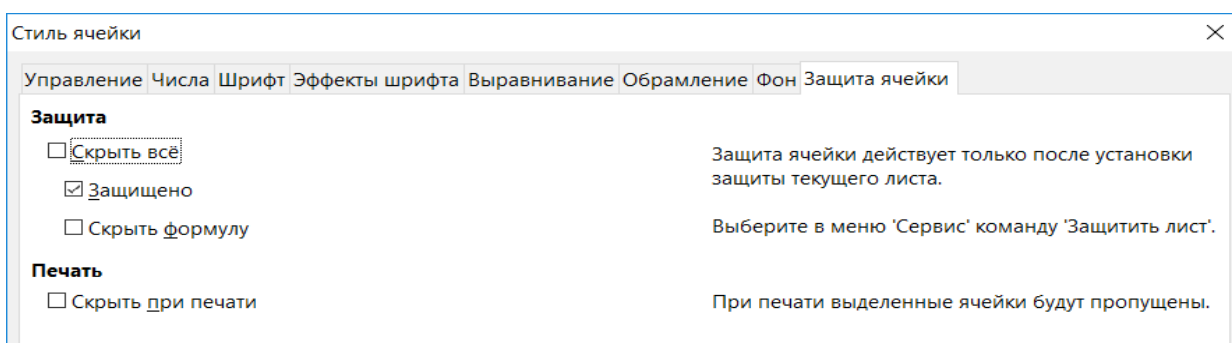 Стиль ячейки
Управление Числа Шрифт Эффекты шрифта Выравнивание Обрамление Фон Защита ячейки
Защита
Скрыть всё
Защищено
Скрыть формулу
Защита ячейки действует только после установки
защиты текущего листа.
Выберите в меню 'Сервис' команду 'Защитить лист'.
Печать
Скрыть при печати
При печати выделенные ячейки будут пропущены.